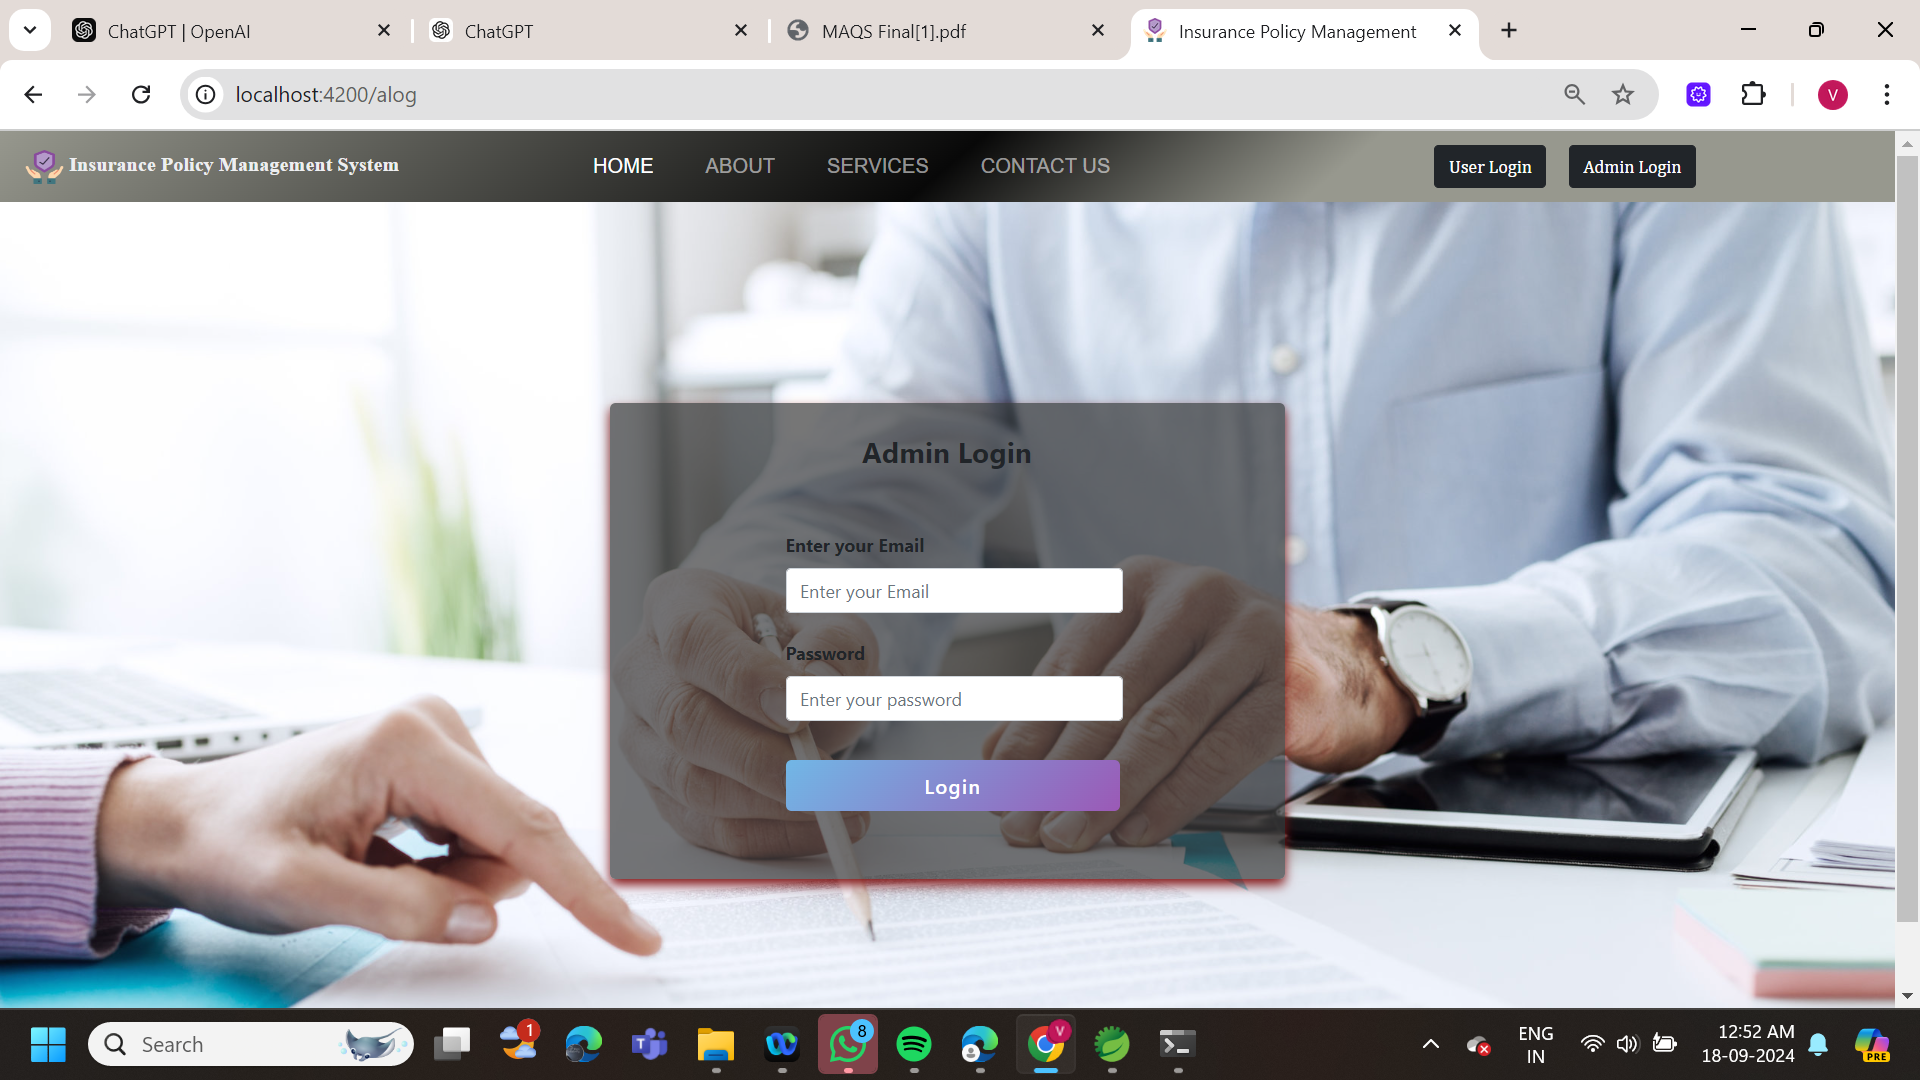 ChatGPT | OpenAI
ChatGPT
MAQS Final[1].pdf
Insurance Policy Management
localhost:4200/alog
V
Insurance Policy Management System
HOME
ABOUT
SERVICES
CONTACT US
User Login
Admin Login
Admin Login
Enter your Email
Enter your Email
Password
Enter your password
Login
Search
1
8
V
ENG
IN
12:52 AM
18-09-2024
PRE